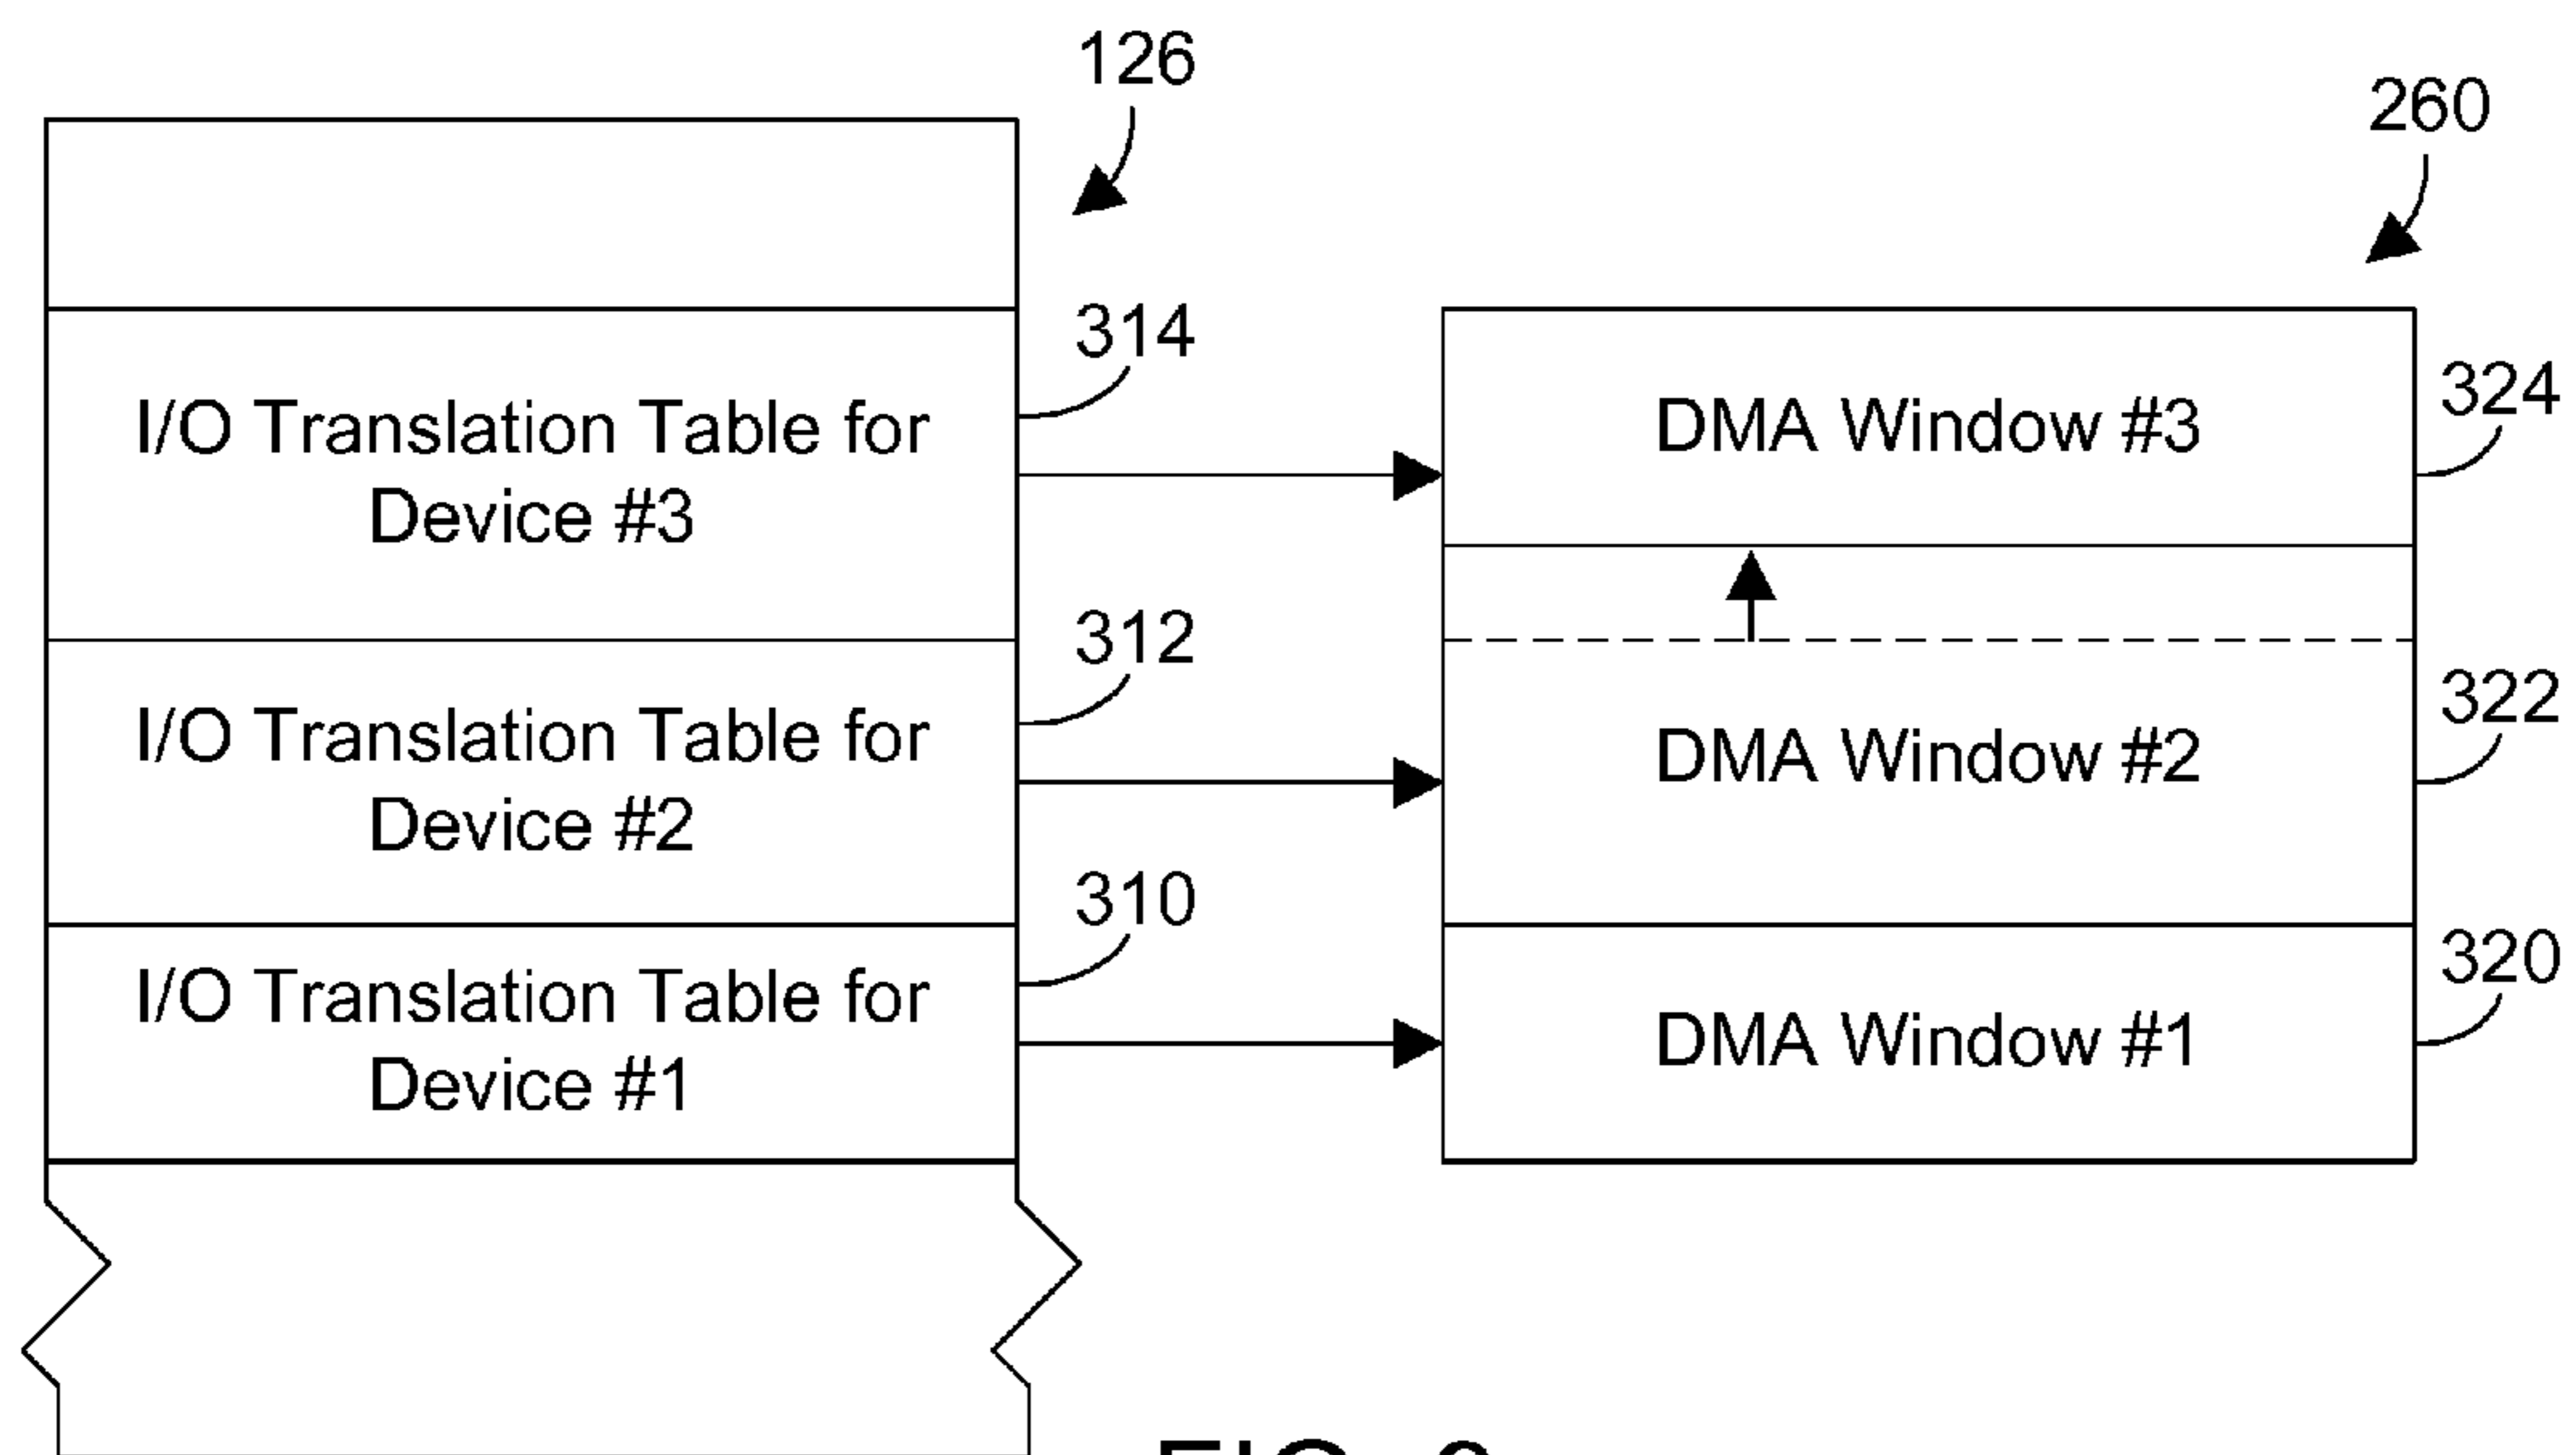 126
260
314
I/O Translation Table for
Device #3
DMA Window #3
324
312
I/O Translation Table for
Device #2
DMA Window #2
322
310
I/O Translation Table for
Device #1
DMA Window #1
320
FIG.